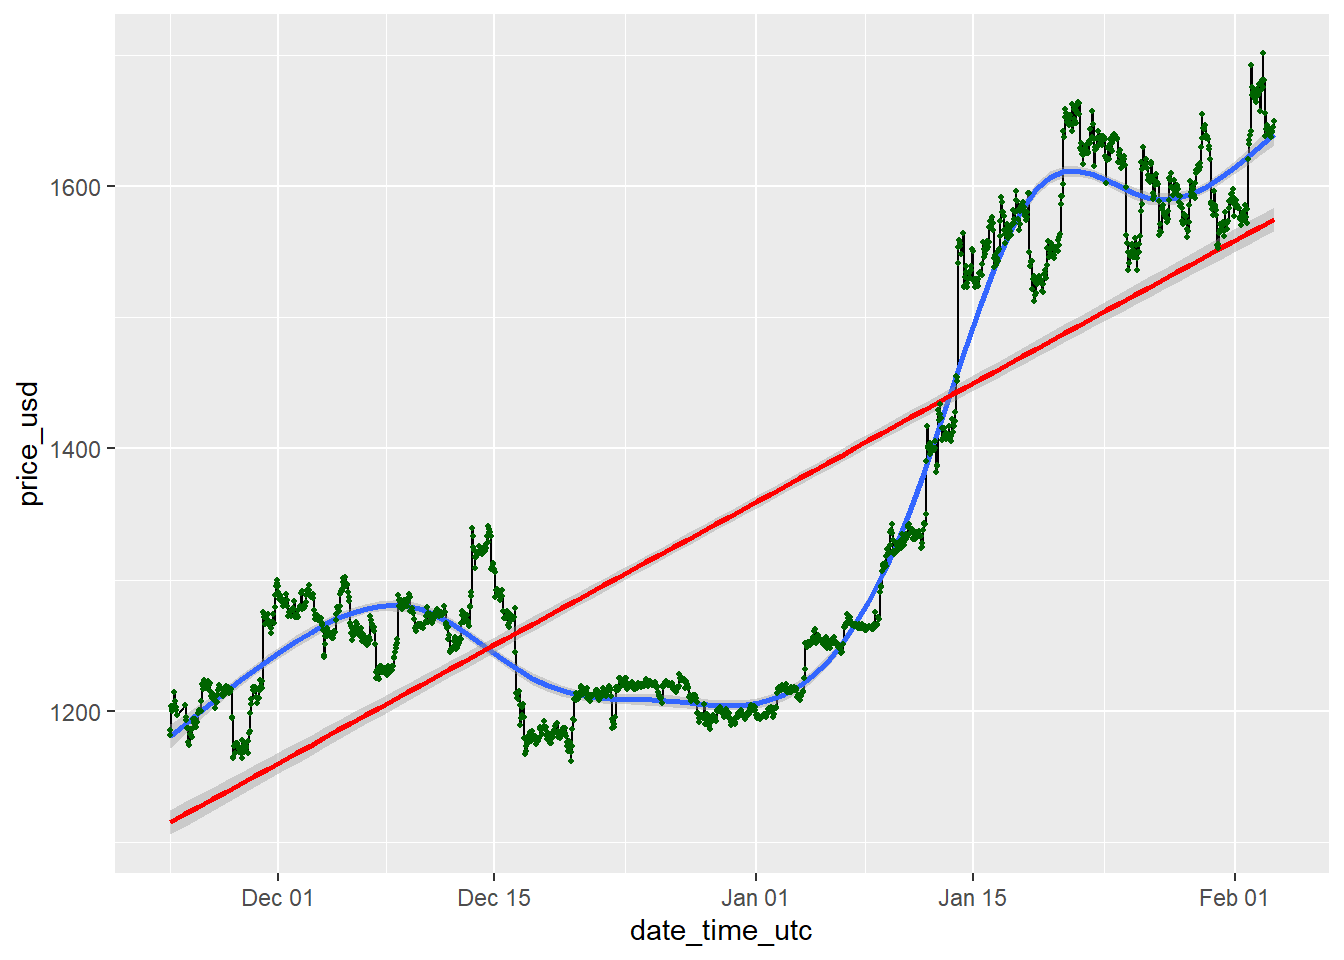 price_usd
1600
1400
1200
Dec 01
Dec 15
Jan 01
Jan 15
Feb 01
date_time_utc